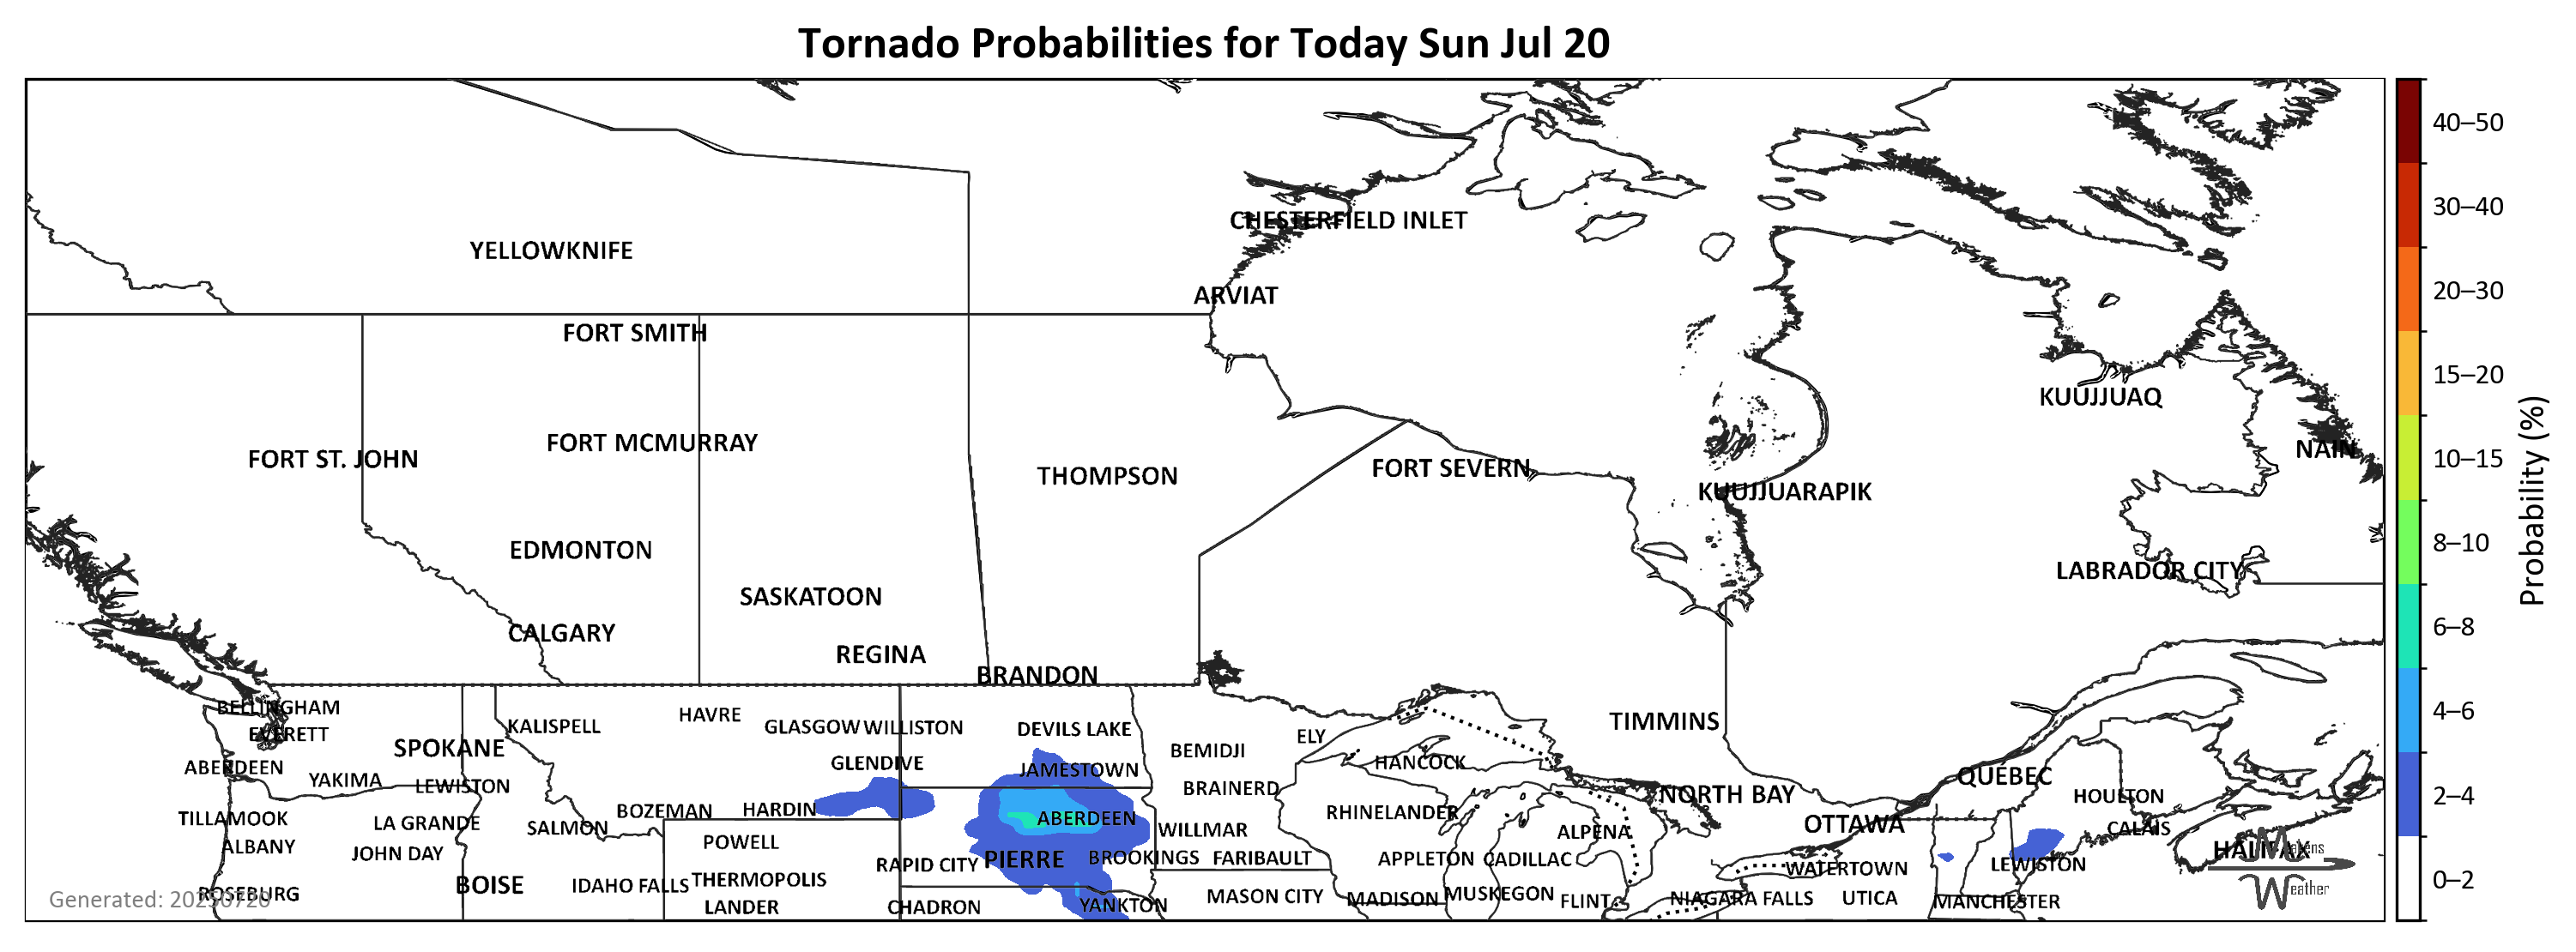 Tornado Probabilities for Today Sun Jul 20
CHESTERFIELD INLET
YELLOWKNIFE
ARVIAT
FORT SMITH
KUUJJUAQ
FORT MCMURRAY
NAIN
FORT ST. JOHN
FORT SEVERN
THOMPSON
KUUJJUARAPIK
EDMONTON
LABRADOR CITY
SASKATOON
CALGARY
REGINA
BRANDON
BELLINGHAM
HAVRE
TIMMINS
KALISPELL
GLASGOW WILLISTON
DEVILS LAKE
EVERETT
ELY
SPOKANE
BEMIDJI
GLENDIVE
HANCOCK
ABERDEEN
JAMESTOWN
QUÉBEC
YAKIMA
LEWISTON
BRAINERD
NORTH BAY
HOULTON
BOZEMAN
HARDIN
RHINELANDER
TILLAMOOK
ABERDEEN
LA GRANDE
OTTAWA
SALMON
WILLMAR
ALPENA
CALAIS
POWELL
ALBANY
JOHN DAY
HALIFAX
RAPID CITY
PIERRE
BROOKINGS
FARIBAULT
APPLETON
CADILLAC
LEWISTON
WATERTOWN
BOISE
IDAHO FALLS
THERMOPOLIS
ROSEBURG
MASON CITY
MADISON
MUSKEGON
FLINT
NIAGARA FALLS
UTICA
MANCHESTER
LANDER
CHADRON
YANKTON
Generated: 20250720
eather
40–50
30–40
20–30
15–20
10–15
8–10
6–8
4–6
2–4
0–2
Probability (%)